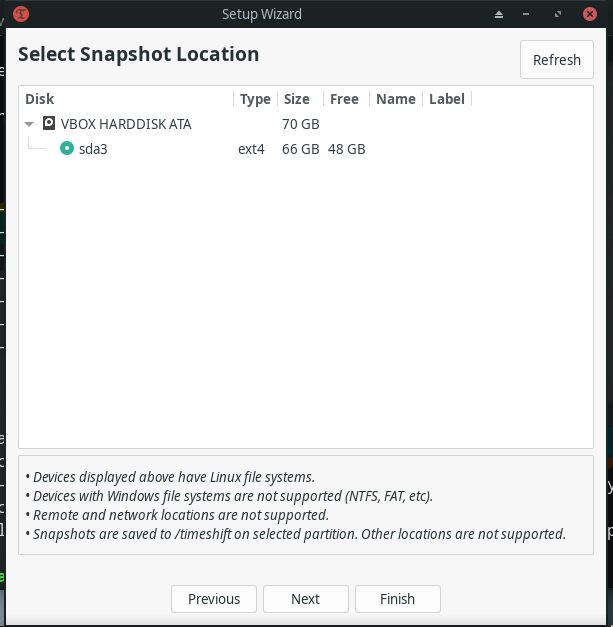 Setup Wizard
Select Snapshot Location
Refresh
Disk Type Size Free Name Label
VBOX HARDDISK ATA 70 GB
sda3 ext4 66 GB 48 GB
• Devices displayed above have Linux file systems.
• Devices with Windows file systems are not supported (NTFS, FAT, etc).
• Remote and network locations are not supported.
• Snapshots are saved to /timeshift on selected partition. Other locations are not supported.
Previous Next Finish